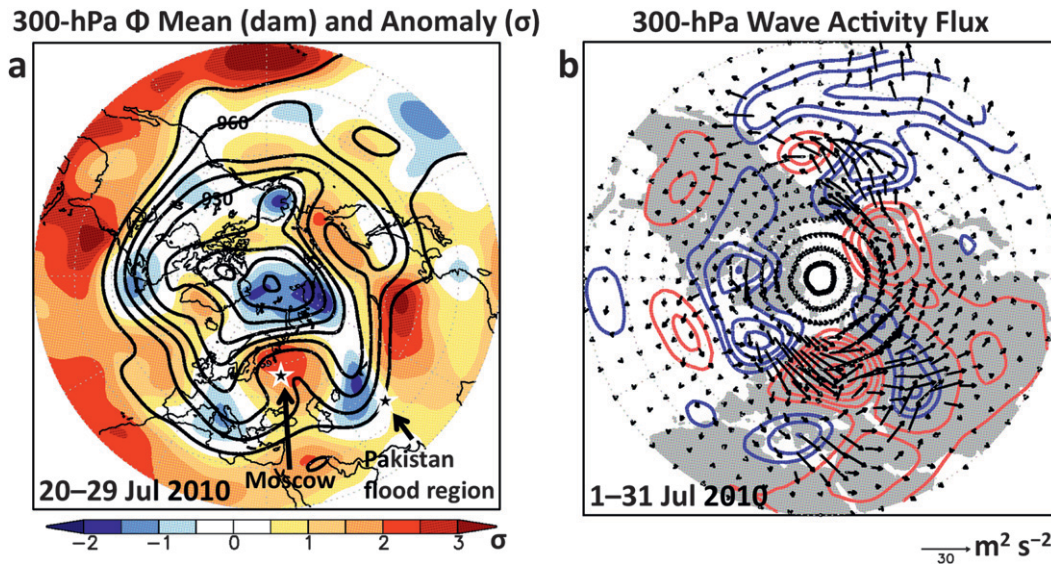 300-hPa Φ Mean (dam) and Anomaly (σ)
300-hPa Wave Activity Flux
a
b
960
950
Moscow
Pakistan
flood region
20–29 Jul 2010
1–31 Jul 2010
−2 −1 0 1 2 3 σ
30 m² s⁻²